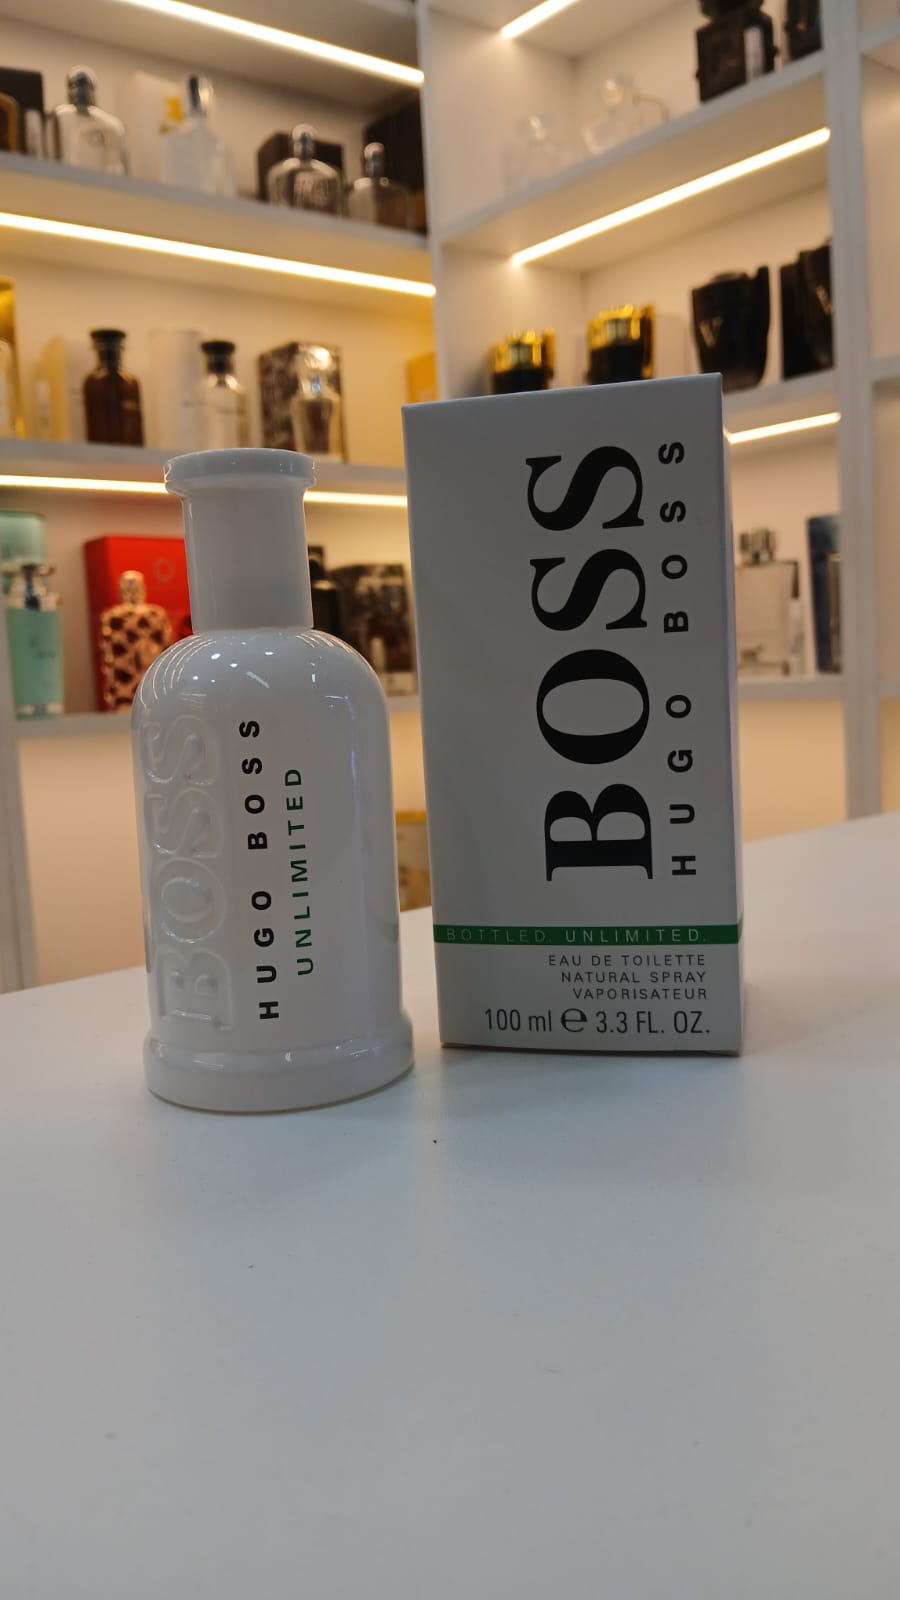 BOSS
HUGO BOSS
UNLIMITED
BOSS
HUGO BOSS
BOTTLED. UNLIMITED.
EAU DE TOILETTE
NATURAL SPRAY
VAPORISATEUR
100 ml ℮ 3.3 FL. OZ.